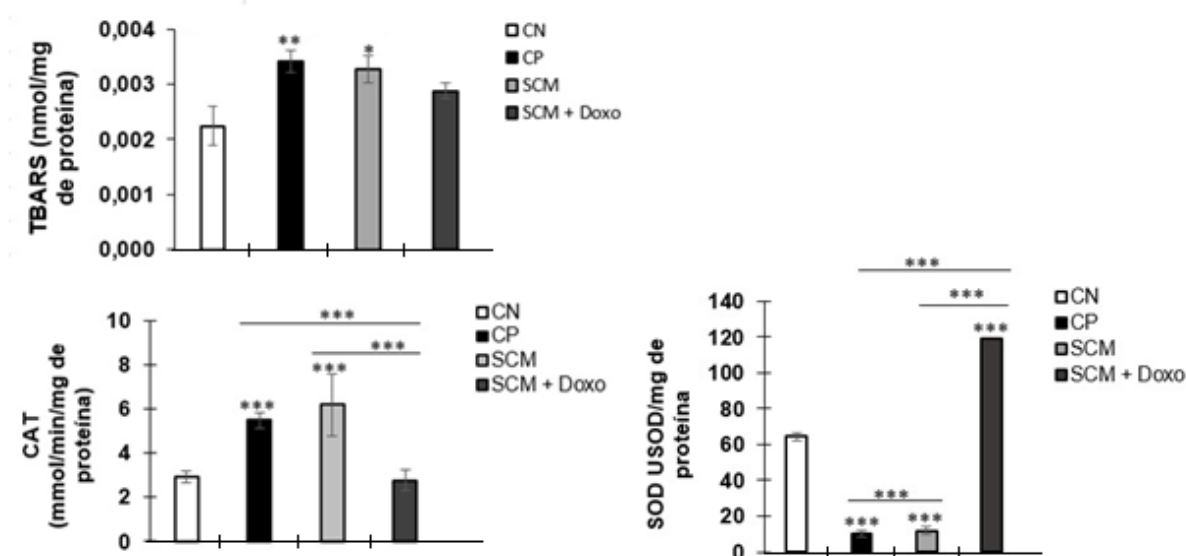 TBARS (nmol/mg
de proteína)
0,004
0,003
0,002
0,001
0,000
**
*
CN
CP
SCM
SCM + Doxo
CAT
(mmol/min/mg de
proteína)
10
8
6
4
2
0
***
***
***
***
CN
CP
SCM
SCM + Doxo
SOD USOD/mg de
proteína
140
120
100
80
60
40
20
0
***
***
***
***
***
***
CN
CP
SCM
SCM + Doxo